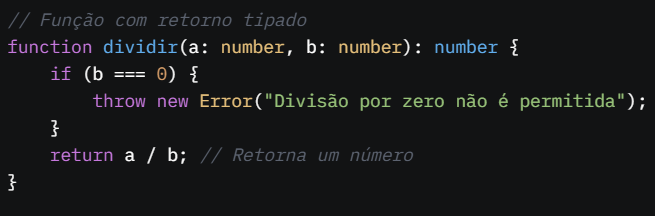 // Função com retorno tipado
function dividir(a: number, b: number): number {
    if (b === 0) {
        throw new Error("Divisão por zero não é permitida");
    }
    return a / b; // Retorna um número
}